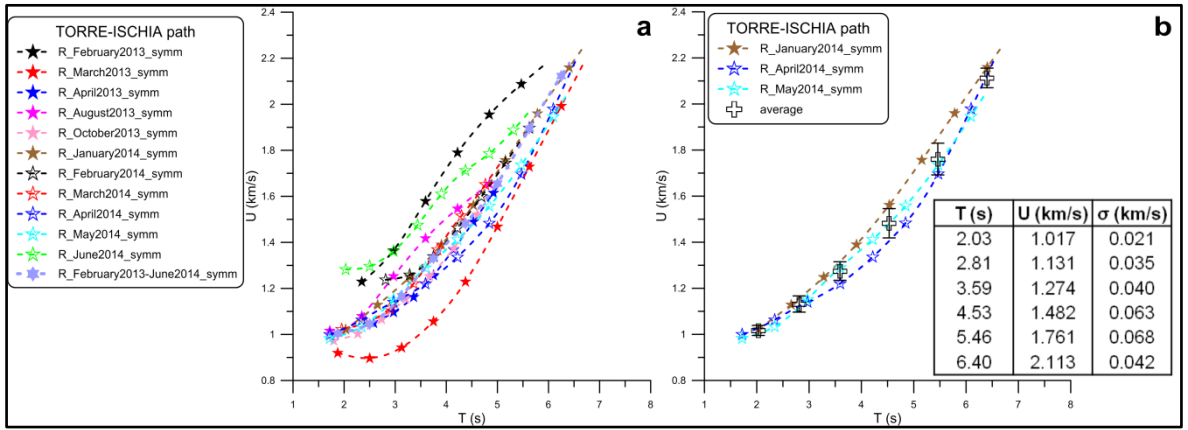 TORRE-ISCHIA path
R_February2013_symm
R_March2013_symm
R_April2013_symm
R_August2013_symm
R_October2013_symm
R_January2014_symm
R_February2014_symm
R_March2014_symm
R_April2014_symm
R_May2014_symm
R_June2014_symm
R_February2013-June2014_symm
a
2.4
2.2
2
1.8
1.6
1.4
1.2
1
0.8
U (km/s)
1 2 3 4 5 6 7 8
T (s)
b
TORRE-ISCHIA path
R_January2014_symm
R_April2014_symm
R_May2014_symm
average
2.4
2.2
2
1.8
1.6
1.4
1.2
1
0.8
U (km/s)
1 2 3 4 5 6 7 8
T (s)
T (s) U (km/s) σ (km/s)
2.03 1.017 0.021
2.81 1.131 0.035
3.59 1.274 0.040
4.53 1.482 0.063
5.46 1.761 0.068
6.40 2.113 0.042